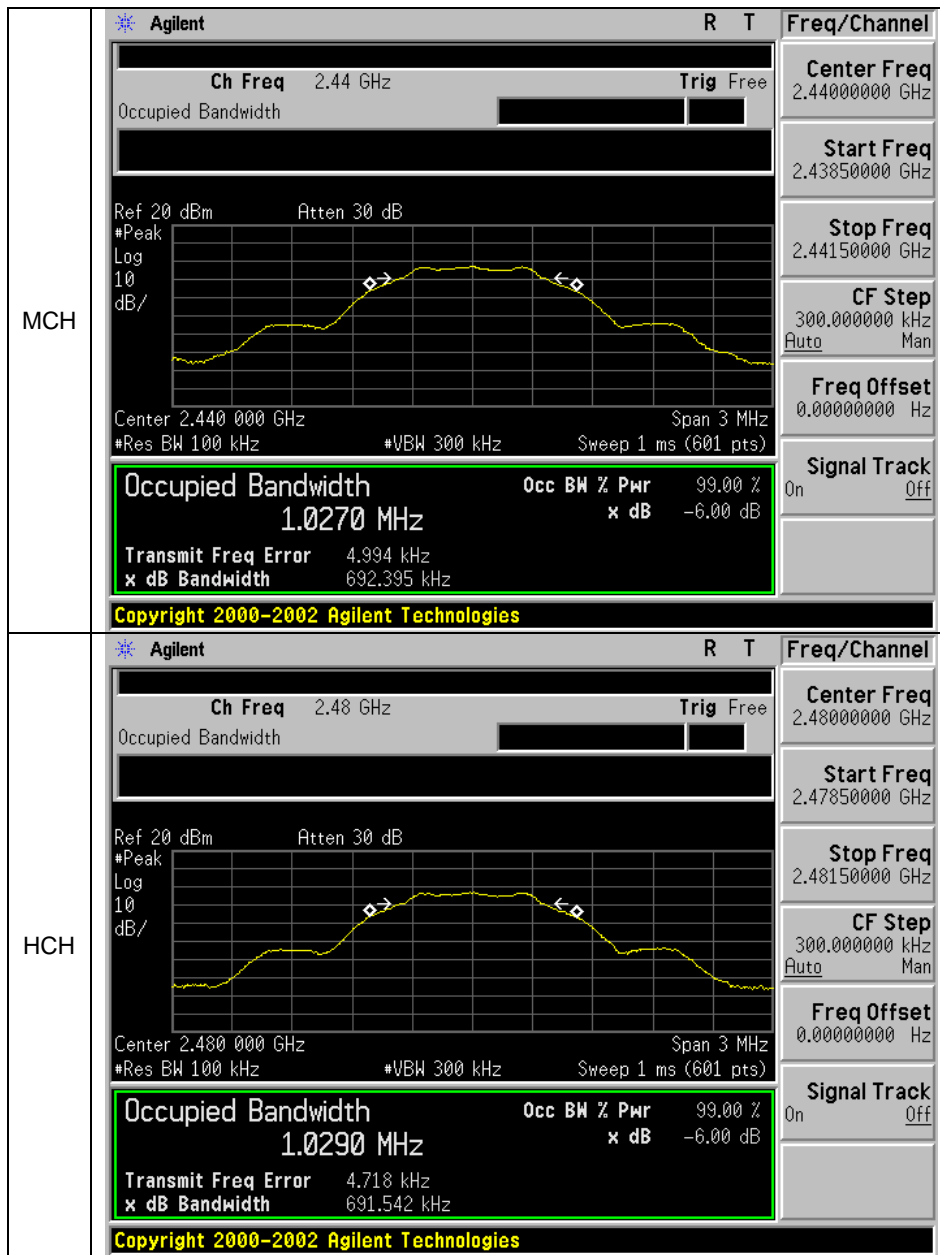 MCH
Agilent R T
Ch Freq 2.44 GHz Trig Free
Occupied Bandwidth
Ref 20 dBm Atten 30 dB
#Peak
Log
10
dB/
Center 2.440 000 GHz Span 3 MHz
#Res BW 100 kHz #VBW 300 kHz Sweep 1 ms (601 pts)
Occupied Bandwidth Occ BW % Pwr 99.00 %
1.0270 MHz x dB -6.00 dB
Transmit Freq Error 4.994 kHz
x dB Bandwidth 692.395 kHz
Copyright 2000-2002 Agilent Technologies
Freq/Channel
Center Freq
2.44000000 GHz
Start Freq
2.43850000 GHz
Stop Freq
2.44150000 GHz
CF Step
300.000000 kHz
Auto Man
Freq Offset
0.00000000 Hz
Signal Track
On Off
HCH
Agilent R T
Ch Freq 2.48 GHz Trig Free
Occupied Bandwidth
Ref 20 dBm Atten 30 dB
#Peak
Log
10
dB/
Center 2.480 000 GHz Span 3 MHz
#Res BW 100 kHz #VBW 300 kHz Sweep 1 ms (601 pts)
Occupied Bandwidth Occ BW % Pwr 99.00 %
1.0290 MHz x dB -6.00 dB
Transmit Freq Error 4.718 kHz
x dB Bandwidth 691.542 kHz
Copyright 2000-2002 Agilent Technologies
Freq/Channel
Center Freq
2.48000000 GHz
Start Freq
2.47850000 GHz
Stop Freq
2.48150000 GHz
CF Step
300.000000 kHz
Auto Man
Freq Offset
0.00000000 Hz
Signal Track
On Off